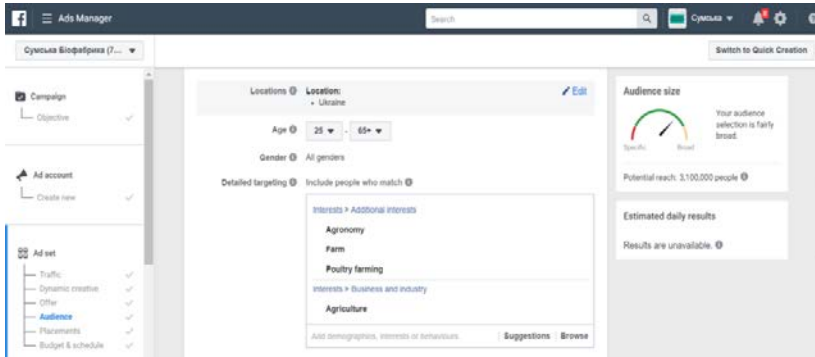 Ads Manager
Search
Сумська
Сумська Біофабрика (7...
Switch to Quick Creation
Campaign
Objective
Ad account
Create new
Ad set
Traffic
Dynamic creative
Offer
Audience
Placements
Budget & schedule
Locations
Location:
Ukraine
Edit
Age
25 - 65+
Gender
All genders
Detailed targeting
Include people who match
Interests > Additional interests
Agronomy
Farm
Poultry farming
Interests > Business and industry
Agriculture
Add demographics, interests or behaviours
Suggestions | Browse
Audience size
Your audience
selection is fairly
broad.
Specific
Broad
Potential reach: 3,100,000 people
Estimated daily results
Results are unavailable.